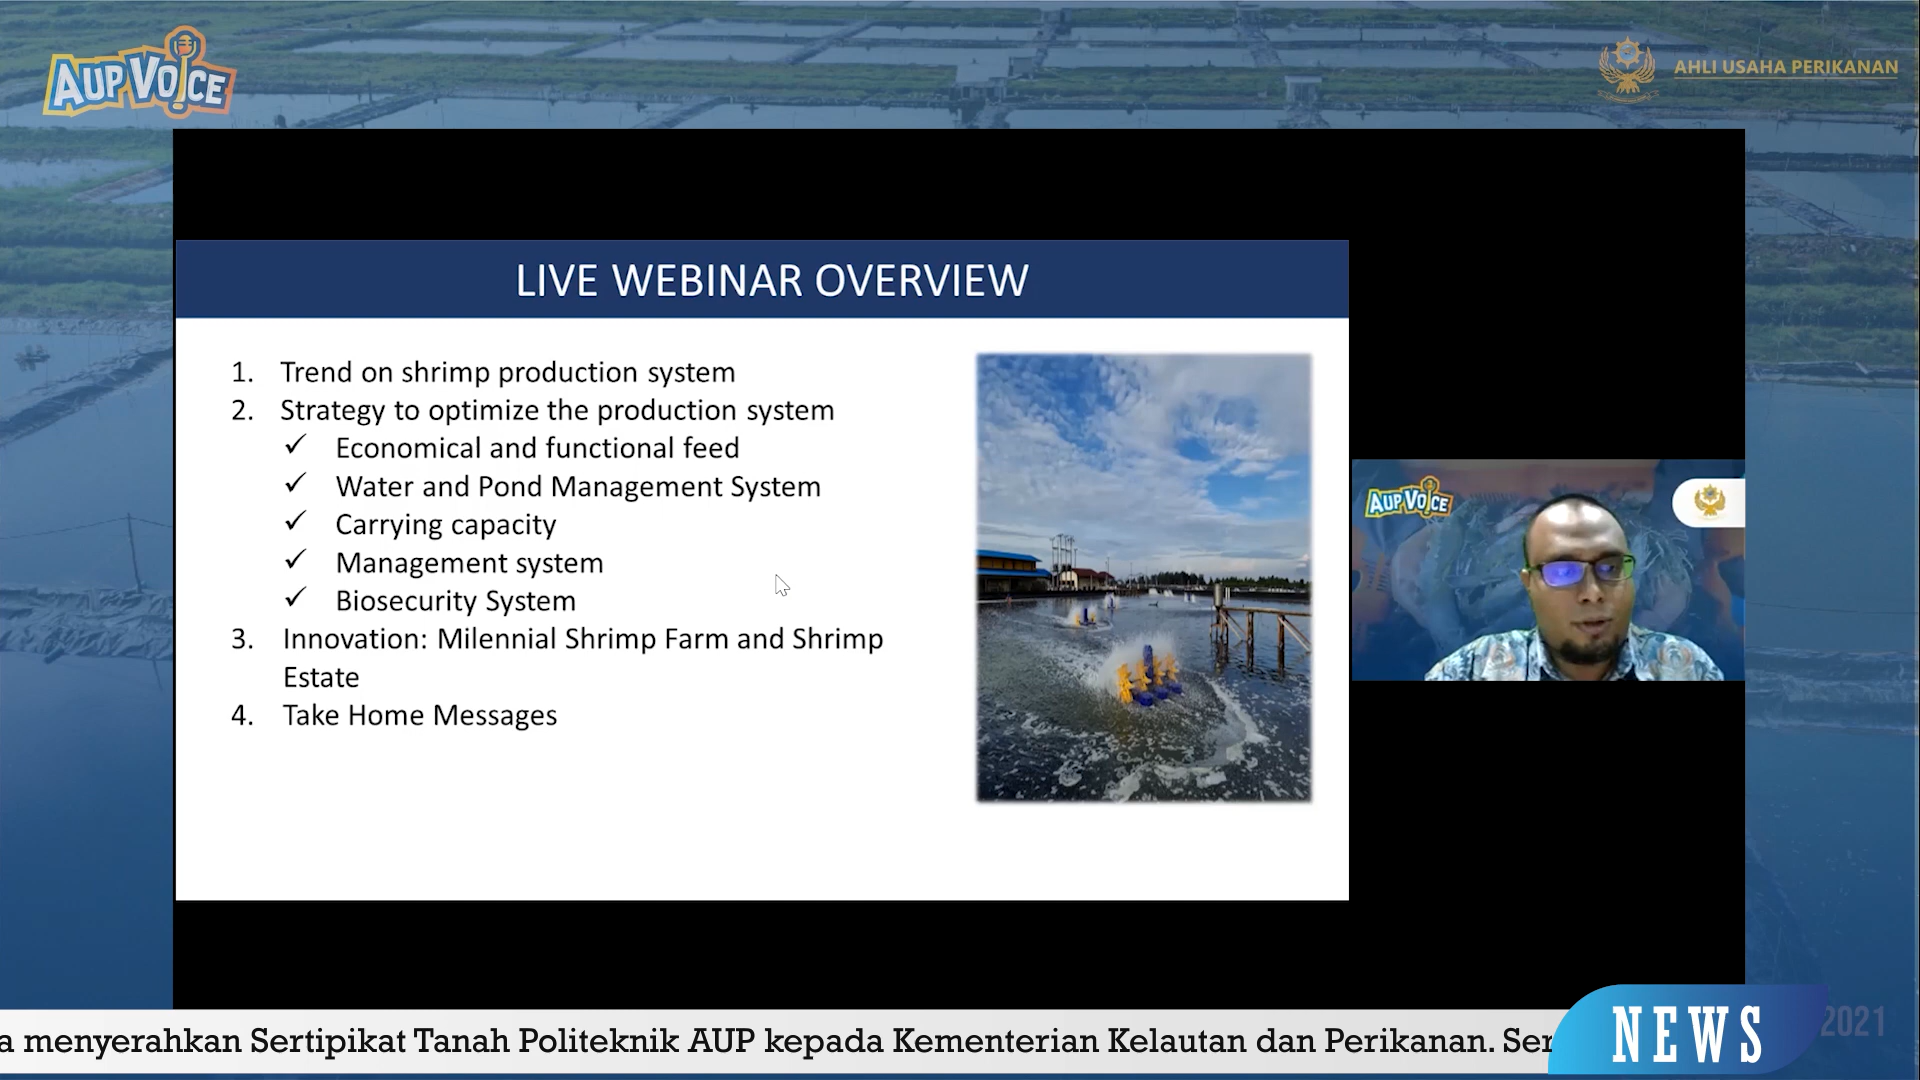 AUP VOICE
AHLI USAHA PERIKANAN
LIVE WEBINAR OVERVIEW
1. Trend on shrimp production system
2. Strategy to optimize the production system
✓ Economical and functional feed
✓ Water and Pond Management System
✓ Carrying capacity
✓ Management system
✓ Biosecurity System
3. Innovation: Milennial Shrimp Farm and Shrimp
Estate
4. Take Home Messages
AUP VOICE
a menyerahkan Sertipikat Tanah Politeknik AUP kepada Kementerian Kelautan dan Perikanan. Ser
NEWS
2021